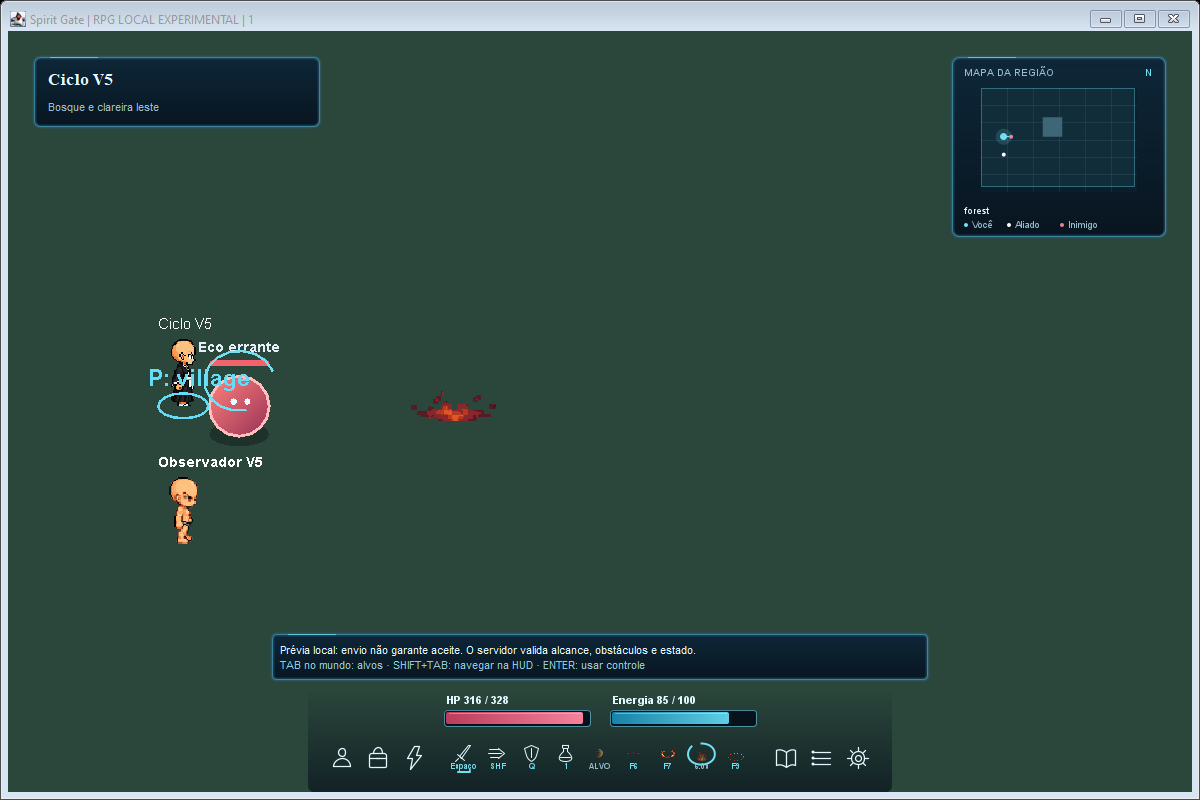 Spirit Gate | RPG LOCAL EXPERIMENTAL | 1
Ciclo V5
Bosque e clareira leste
MAPA DA REGIÃO
N
forest
Você
Aliado
Inimigo
Ciclo V5
Eco errante
P: village
Observador V5
Prévia local: envio não garante aceite. O servidor valida alcance, obstáculos e estado.
TAB no mundo: alvos · SHIFT+TAB: navegar na HUD · ENTER: usar controle
HP 316 / 328
Energia 85 / 100
Espaço
SHF
Q
1
ALVO
F6
F7
F9